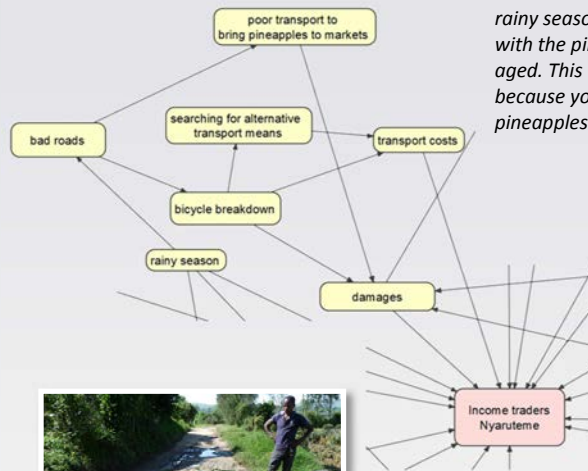 poor transport to
bring pineapples to markets
rainy seaso
with the pi
aged. This
because yo
pineapples
searching for alternative
transport means
bad roads
transport costs
bicycle breakdown
rainy season
damages
Income traders
Nyaruteme